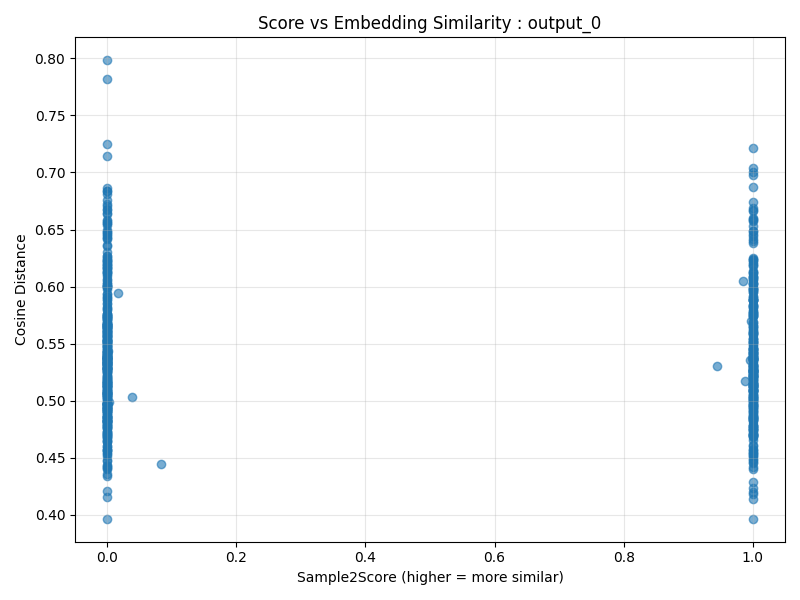 Score vs Embedding Similarity : output_0
Cosine Distance
0.80
0.75
0.70
0.65
0.60
0.55
0.50
0.45
0.40
0.0 0.2 0.4 0.6 0.8 1.0
Sample2Score (higher = more similar)